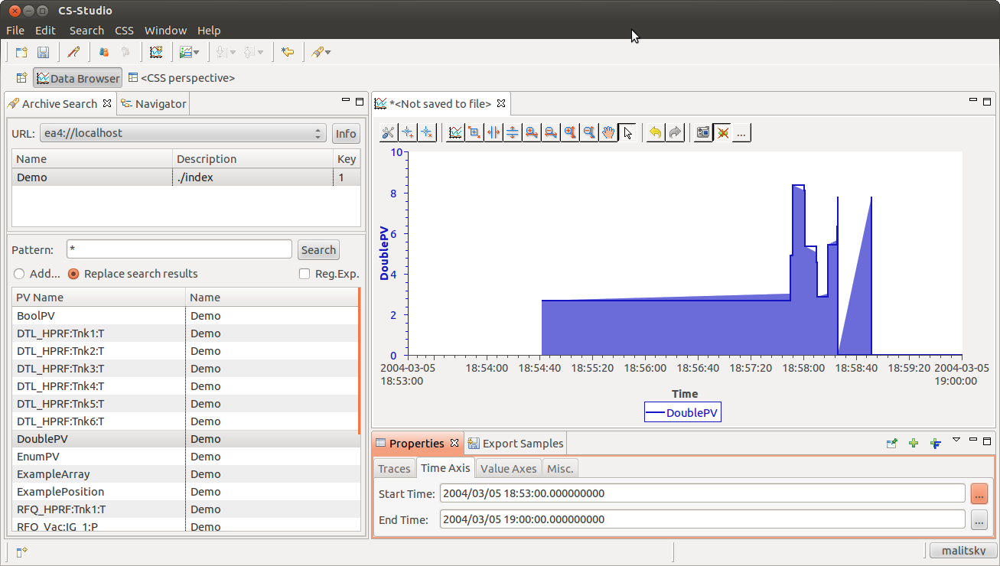 CS-Studio
File Edit Search CSS Window Help
Data Browser <CSS perspective>
Archive Search Navigator
URL: ea4://localhost Info
Name Description Key
Demo ./index 1
Pattern: * Search
Add... Replace search results Reg.Exp.
PV Name Name
BoolPV Demo
DTL_HPRF:Tnk1:T Demo
DTL_HPRF:Tnk2:T Demo
DTL_HPRF:Tnk3:T Demo
DTL_HPRF:Tnk4:T Demo
DTL_HPRF:Tnk5:T Demo
DTL_HPRF:Tnk6:T Demo
DoublePV Demo
EnumPV Demo
ExampleArray Demo
ExamplePosition Demo
RFQ_HPRF:Tnk1:T Demo
RFQ_Vac:IG_1:P Demo
*<Not saved to file>
...
10
8
6
4
2
0
DoublePV
2004-03-05 18:54:00 18:54:40 18:55:20 18:56:00 18:56:40 18:57:20 18:58:00 18:58:40 18:59:20 2004-03-05
18:53:00 19:00:00
Time
DoublePV
Properties Export Samples
Traces Time Axis Value Axes Misc.
Start Time: 2004/03/05 18:53:00.000000000 ...
End Time: 2004/03/05 19:00:00.000000000 ...
malitsky